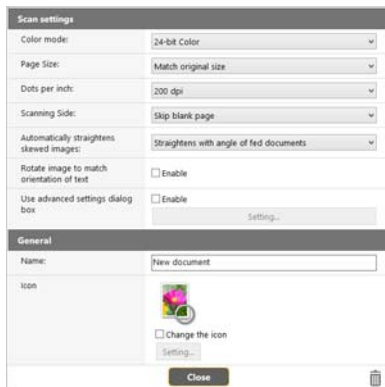 Scan settings
Color mode: 24-bit Color
Page Size: Match original size
Dots per inch: 200 dpi
Scanning Side: Skip blank page
Automatically straightens
skewed images: Straightens with angle of fed documents
Rotate image to match
orientation of text Enable
Use advanced settings dialog
box Enable
Setting...
General
Name: New document
Icon
Change the icon
Setting...
Close